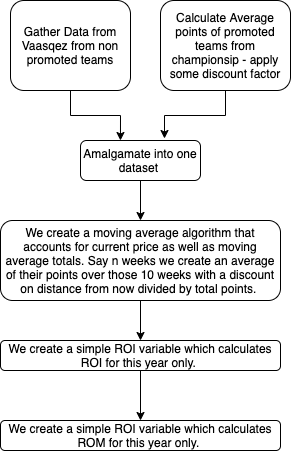 Gather Data from
Vaasqez from non
promoted teams
Calculate Average
points of promoted
teams from
championsip - apply
some discount factor
Amalgamate into one
dataset
We create a moving average algorithm that
accounts for current price as well as moving
average totals. Say n weeks we create an average
of their points over those 10 weeks with a discount
on distance from now divided by total points.
We create a simple ROI variable which calculates
ROI for this year only.
We create a simple ROI variable which calculates
ROM for this year only.